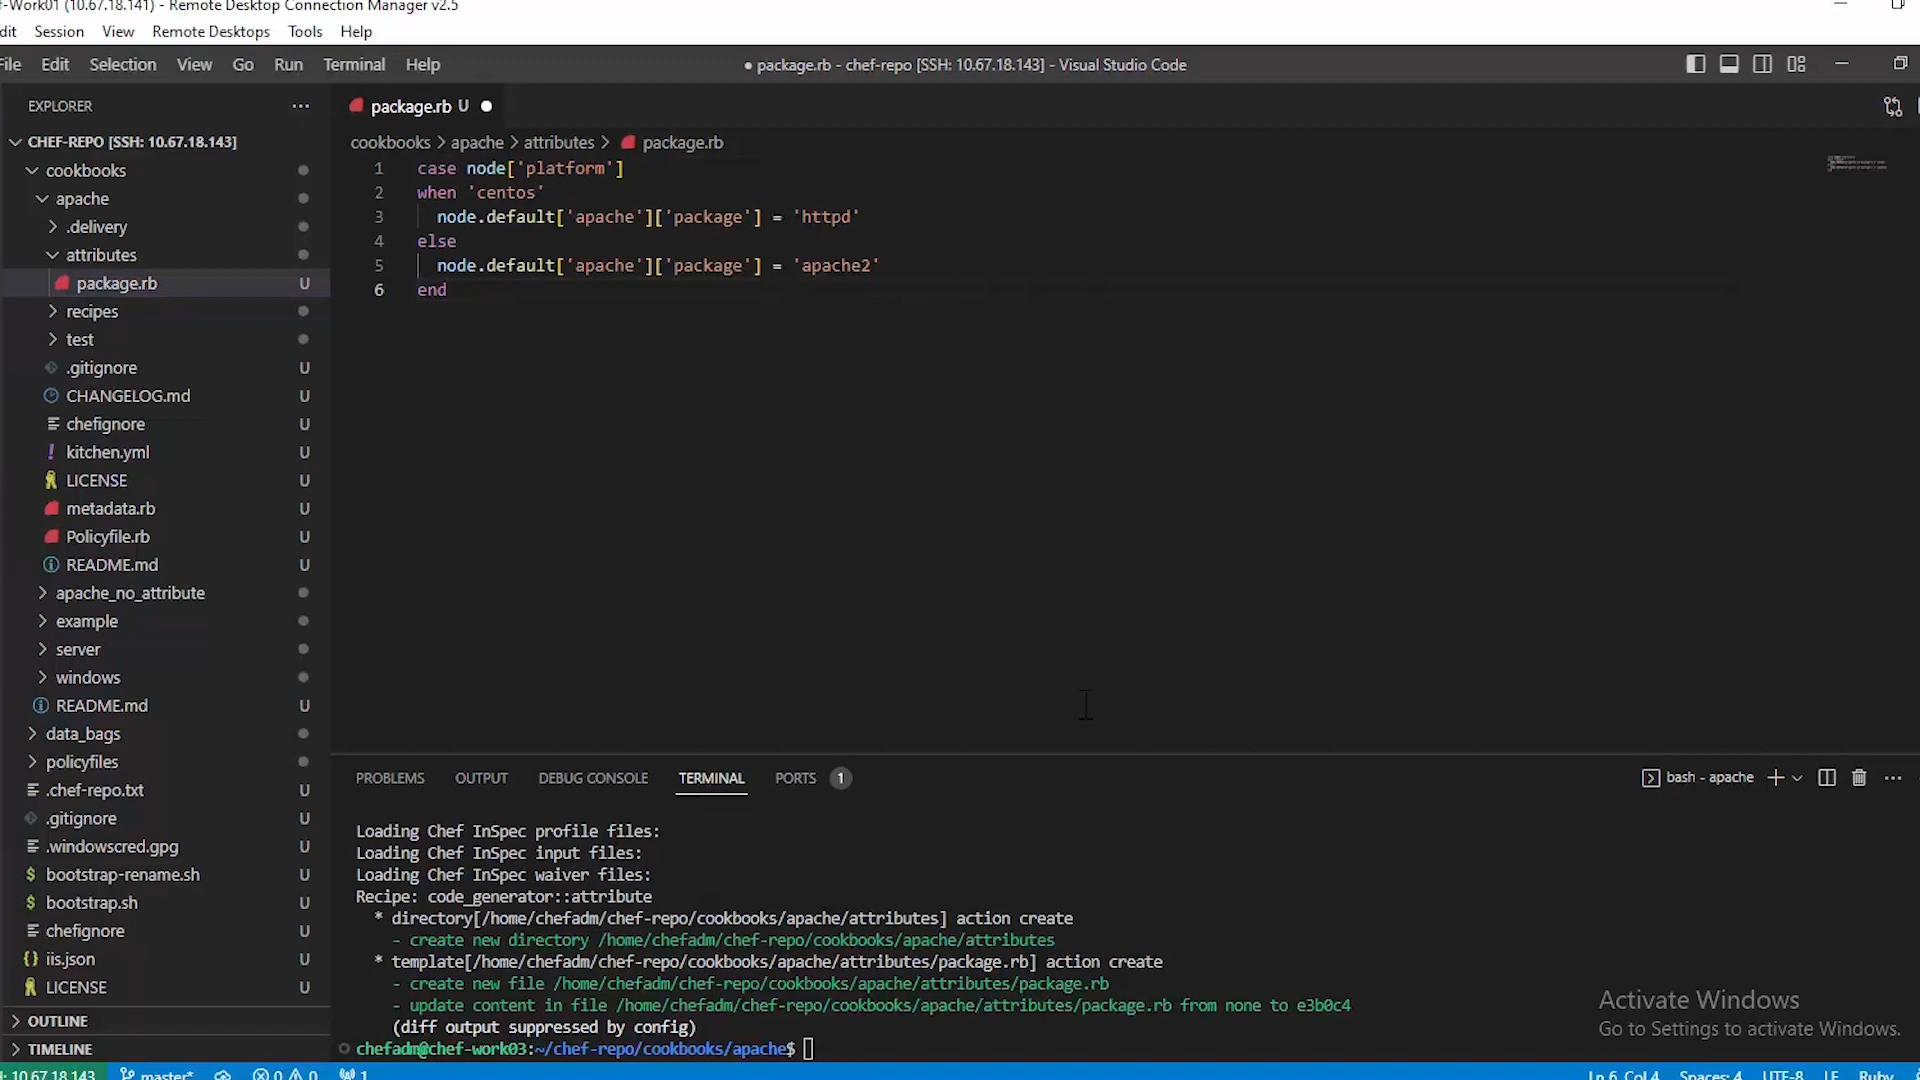 f-Work01 (10.67.18.141) - Remote Desktop Connection Manager v2.5
dit Session View Remote Desktops Tools Help
File Edit Selection View Go Run Terminal Help
● package.rb - chef-repo [SSH: 10.67.18.143] - Visual Studio Code
EXPLORER
CHEF-REPO [SSH: 10.67.18.143]
cookbooks
apache
.delivery
attributes
package.rb U
recipes
test
.gitignore U
CHANGELOG.md U
chefignore U
kitchen.yml U
LICENSE U
metadata.rb U
Policyfile.rb U
README.md U
apache_no_attribute
example
server
windows
README.md U
data_bags
policyfiles
.chef-repo.txt U
.gitignore U
.windowscred.gpg U
bootstrap-rename.sh U
bootstrap.sh U
chefignore U
iis.json U
LICENSE U
OUTLINE
TIMELINE
package.rb U
cookbooks > apache > attributes > package.rb
1 case node['platform']
2 when 'centos'
3 node.default['apache']['package'] = 'httpd'
4 else
5 node.default['apache']['package'] = 'apache2'
6 end
PROBLEMS OUTPUT DEBUG CONSOLE TERMINAL PORTS 1
bash - apache
Loading Chef InSpec profile files:
Loading Chef InSpec input files:
Loading Chef InSpec waiver files:
Recipe: code_generator::attribute
* directory[/home/chefadm/chef-repo/cookbooks/apache/attributes] action create
- create new directory /home/chefadm/chef-repo/cookbooks/apache/attributes
* template[/home/chefadm/chef-repo/cookbooks/apache/attributes/package.rb] action create
- create new file /home/chefadm/chef-repo/cookbooks/apache/attributes/package.rb
- update content in file /home/chefadm/chef-repo/cookbooks/apache/attributes/package.rb from none to e3b0c4
(diff output suppressed by config)
chefadm@chef-work03:~/chef-repo/cookbooks/apache$
Activate Windows
Go to Settings to activate Windows.
: 10.67.18.143 master* 0 0 1
Ln 6, Col 4 Spaces: 4 UTF-8 LF Ruby